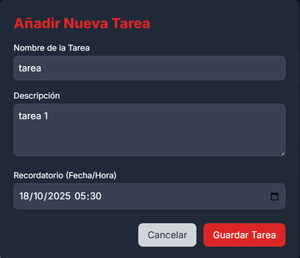 Añadir Nueva Tarea
Nombre de la Tarea
tarea
Descripción
tarea 1
Recordatorio (Fecha/Hora)
18/10/2025 05:30
Cancelar Guardar Tarea